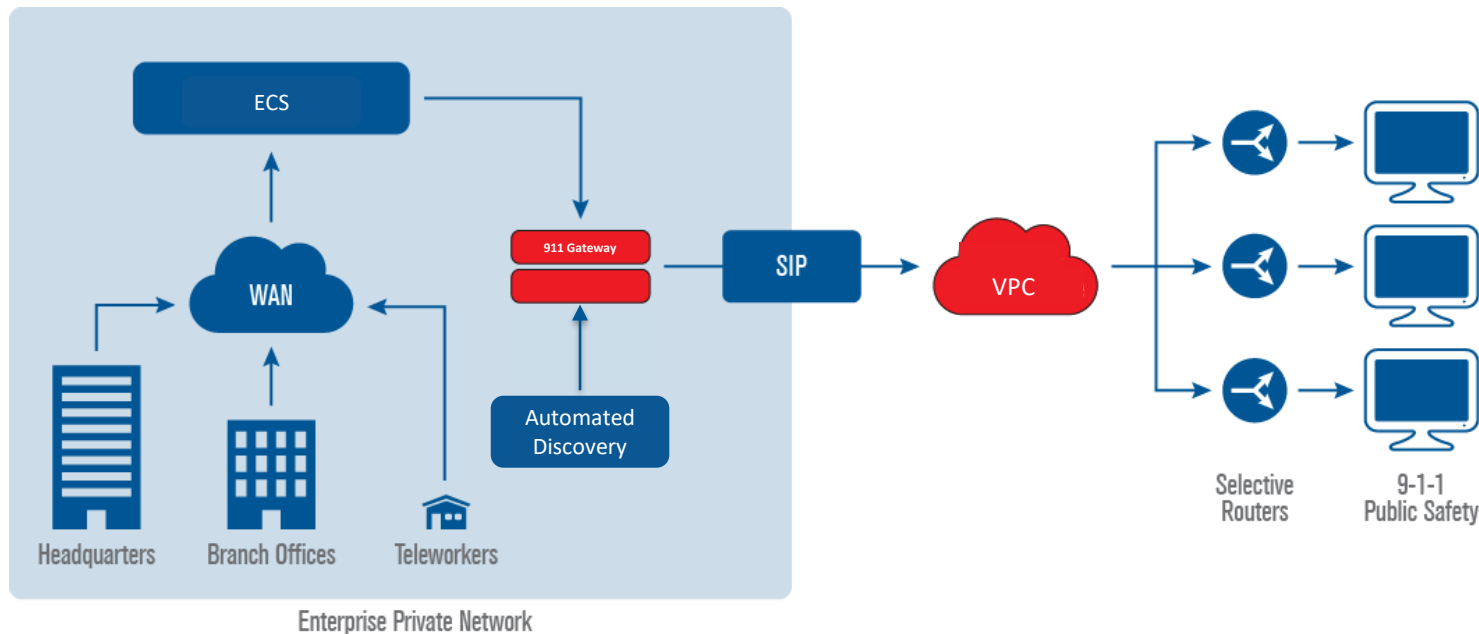 ECS
911 Gateway
SIP
WAN
VPC
Automated
Discovery
Headquarters
Branch Offices
Teleworkers
Selective
Routers
9-1-1
Public Safety
Enterprise Private Network